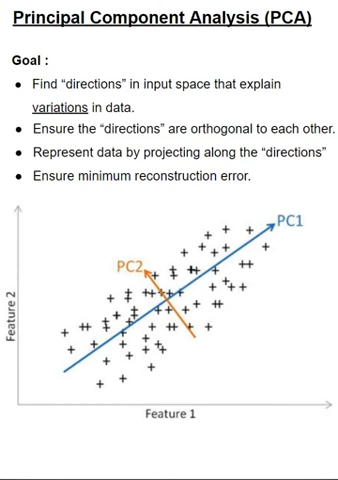 Principal Component Analysis (PCA)
Goal :
● Find “directions” in input space that explain
variations in data.
● Ensure the “directions” are orthogonal to each other.
● Represent data by projecting along the “directions”
● Ensure minimum reconstruction error.
PC1
PC2
Feature 2
Feature 1